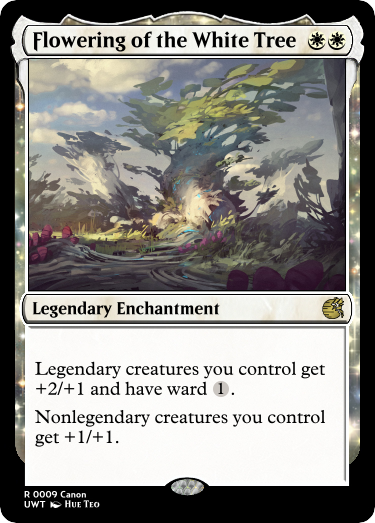 Flowering of the White Tree
Legendary Enchantment
Legendary creatures you control get
+2/+1 and have ward 1.
Nonlegendary creatures you control
get +1/+1.
R 0009 Canon
UWT Hue Teo